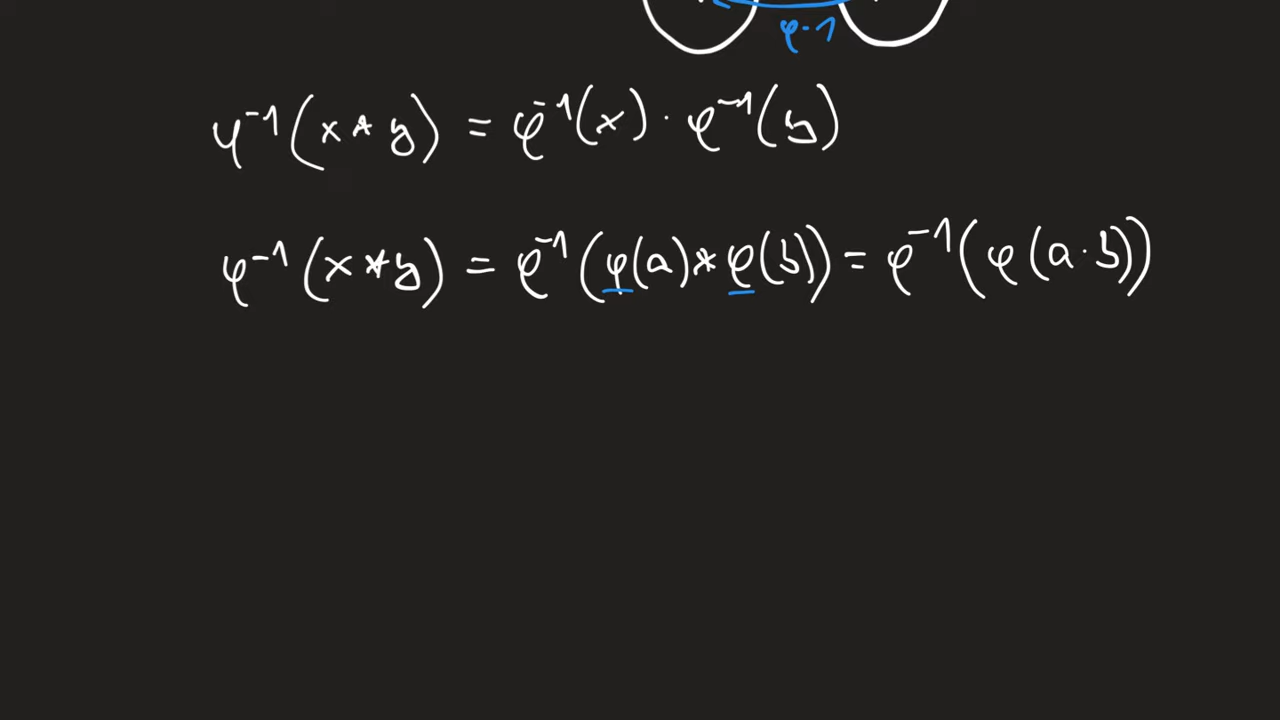 φ-1
φ⁻¹(x * y) = φ⁻¹(x) · φ⁻¹(y)
φ⁻¹(x * y) = φ⁻¹(φ(a) * φ(b)) = φ⁻¹(φ(a · b))